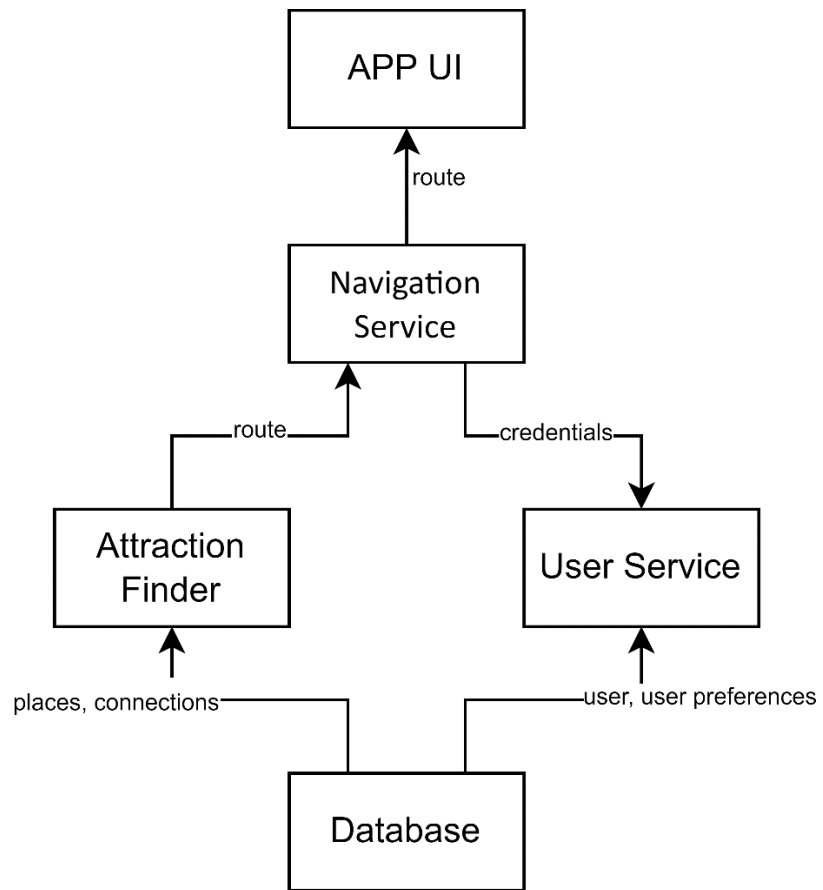 APP UI
route
Navigation
Service
route
credentials
Attraction
Finder
User Service
places, connections
user, user preferences
Database